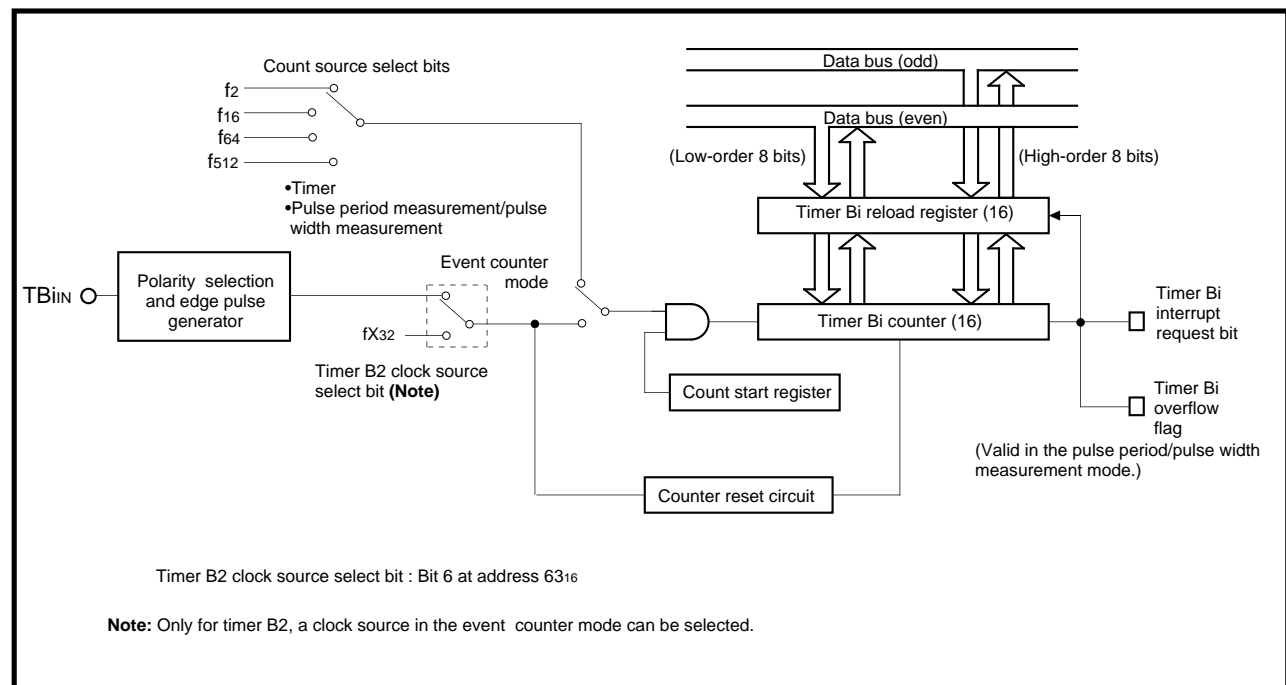 Data bus (odd)
Count source select bits
f2
f16
f64
f512
Data bus (even)
(Low-order 8 bits)
(High-order 8 bits)
•Timer
•Pulse period measurement/pulse
width measurement
Timer Bi reload register (16)
Event counter
mode
TBiIN
Polarity selection
and edge pulse
generator
fX32
Timer B2 clock source
select bit (Note)
Timer Bi counter (16)
Timer Bi
interrupt
request bit
Count start register
Timer Bi
overflow
flag
(Valid in the pulse period/pulse width
measurement mode.)
Counter reset circuit
Timer B2 clock source select bit : Bit 6 at address 6316
Note: Only for timer B2, a clock source in the event counter mode can be selected.